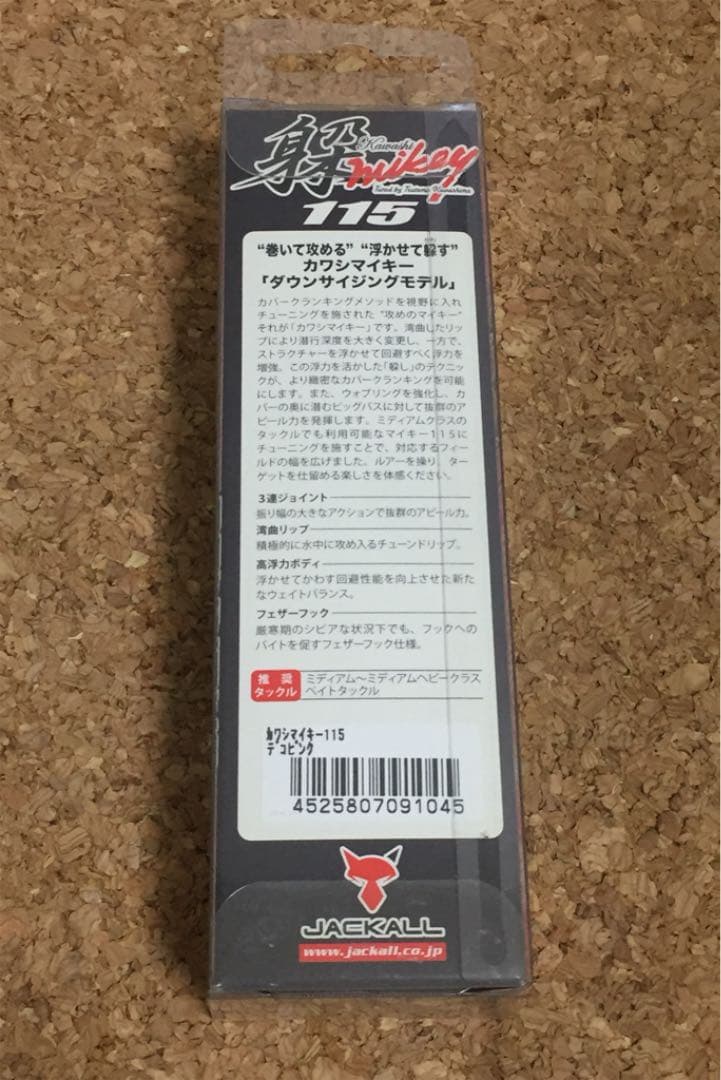 躱
Kawashi
mikey
Tuned by Tsutomu Kawashima
115
“巻いて攻める” “浮かせて躱す”
カワシマイキー
「ダウンサイジングモデル」
カバークランキングメソッドを視野に入れ
チューニングを施された “攻めのマイキー”
それが「カワシマイキー」です。湾曲したリッ
プにより潜行深度を大きく変更し、一方で、
ストラクチャーを浮かせて回避すべく浮力を
増強。この浮力を活かした「躱し」のテクニッ
クが、より緻密なカバークランキングを可能
にします。また、ウォブリングを強化し、カ
バーの奥に潜むビッグバスに対して抜群のア
ピール力を発揮します。ミディアムクラスの
タックルでも利用可能なマイキー115に
チューニングを施すことで、対応するフィー
ルドの幅を広げました。ルアーを操り、ター
ゲットを仕留める楽しさを体感ください。
3連ジョイント
振り幅の大きなアクションで抜群のアピール力。
湾曲リップ
積極的に水中に攻め入るチューンドリップ。
高浮力ボディ
浮かせてかわす回避性能を向上させた新た
なウェイトバランス。
フェザーフック
厳寒期のシビアな状況下でも、フックへの
バイトを促すフェザーフック仕様。
推奨
タックル
ミディアム〜ミディアムヘビークラス
ベイトタックル
ｶﾜｼﾏｲｷｰ115
ﾃﾞｺﾋﾟﾝｸ
4525807091045
JACKALL
www.jackall.co.jp